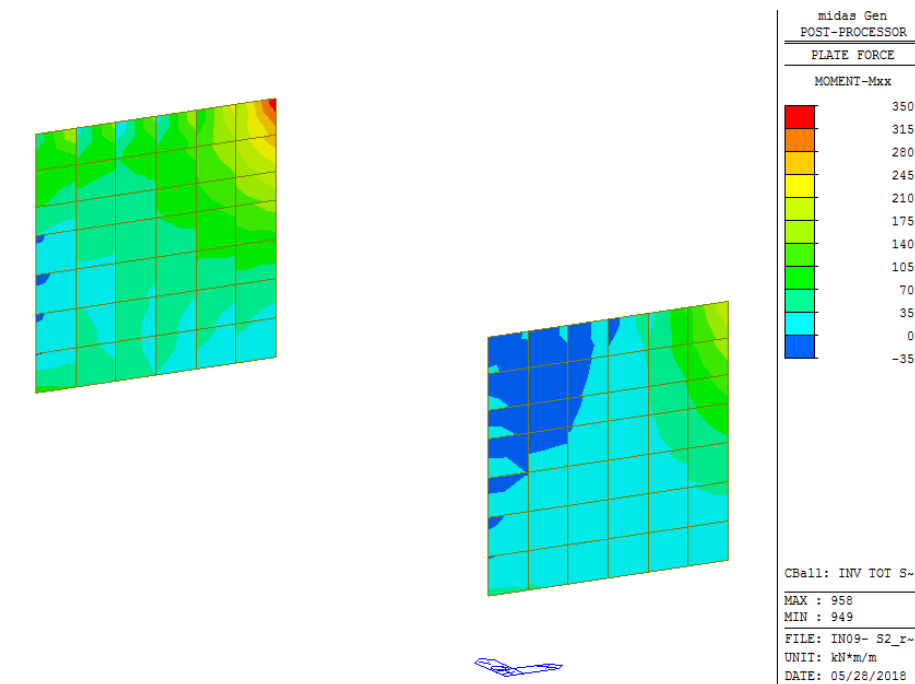 midas Gen
POST-PROCESSOR
PLATE FORCE
MOMENT-Mxx
350
315
280
245
210
175
140
105
70
35
0
-35
CBall: INV TOT S~
MAX : 958
MIN : 949
FILE: IN09- S2_r~
UNIT: kN*m/m
DATE: 05/28/2018